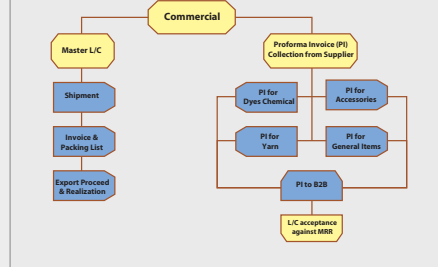 Commercial
Master L/C
Proforma Invoice (PI)
Collection from Supplier
Shipment
PI for
Dyes Chemical
PI for
Accessories
Invoice &
Packing List
PI for
Yarn
PI for
General Items
Export Proceed
& Realization
PI to B2B
L/C acceptance
against MRR